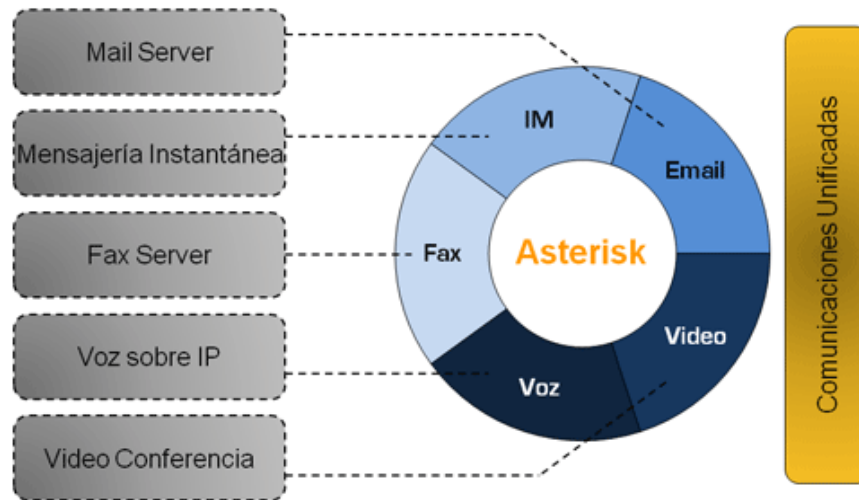 Mail Server
Mensajería Instantánea
Fax Server
Voz sobre IP
Video Conferencia
IM
Email
Fax
Asterisk
Video
Voz
Comunicaciones Unificadas